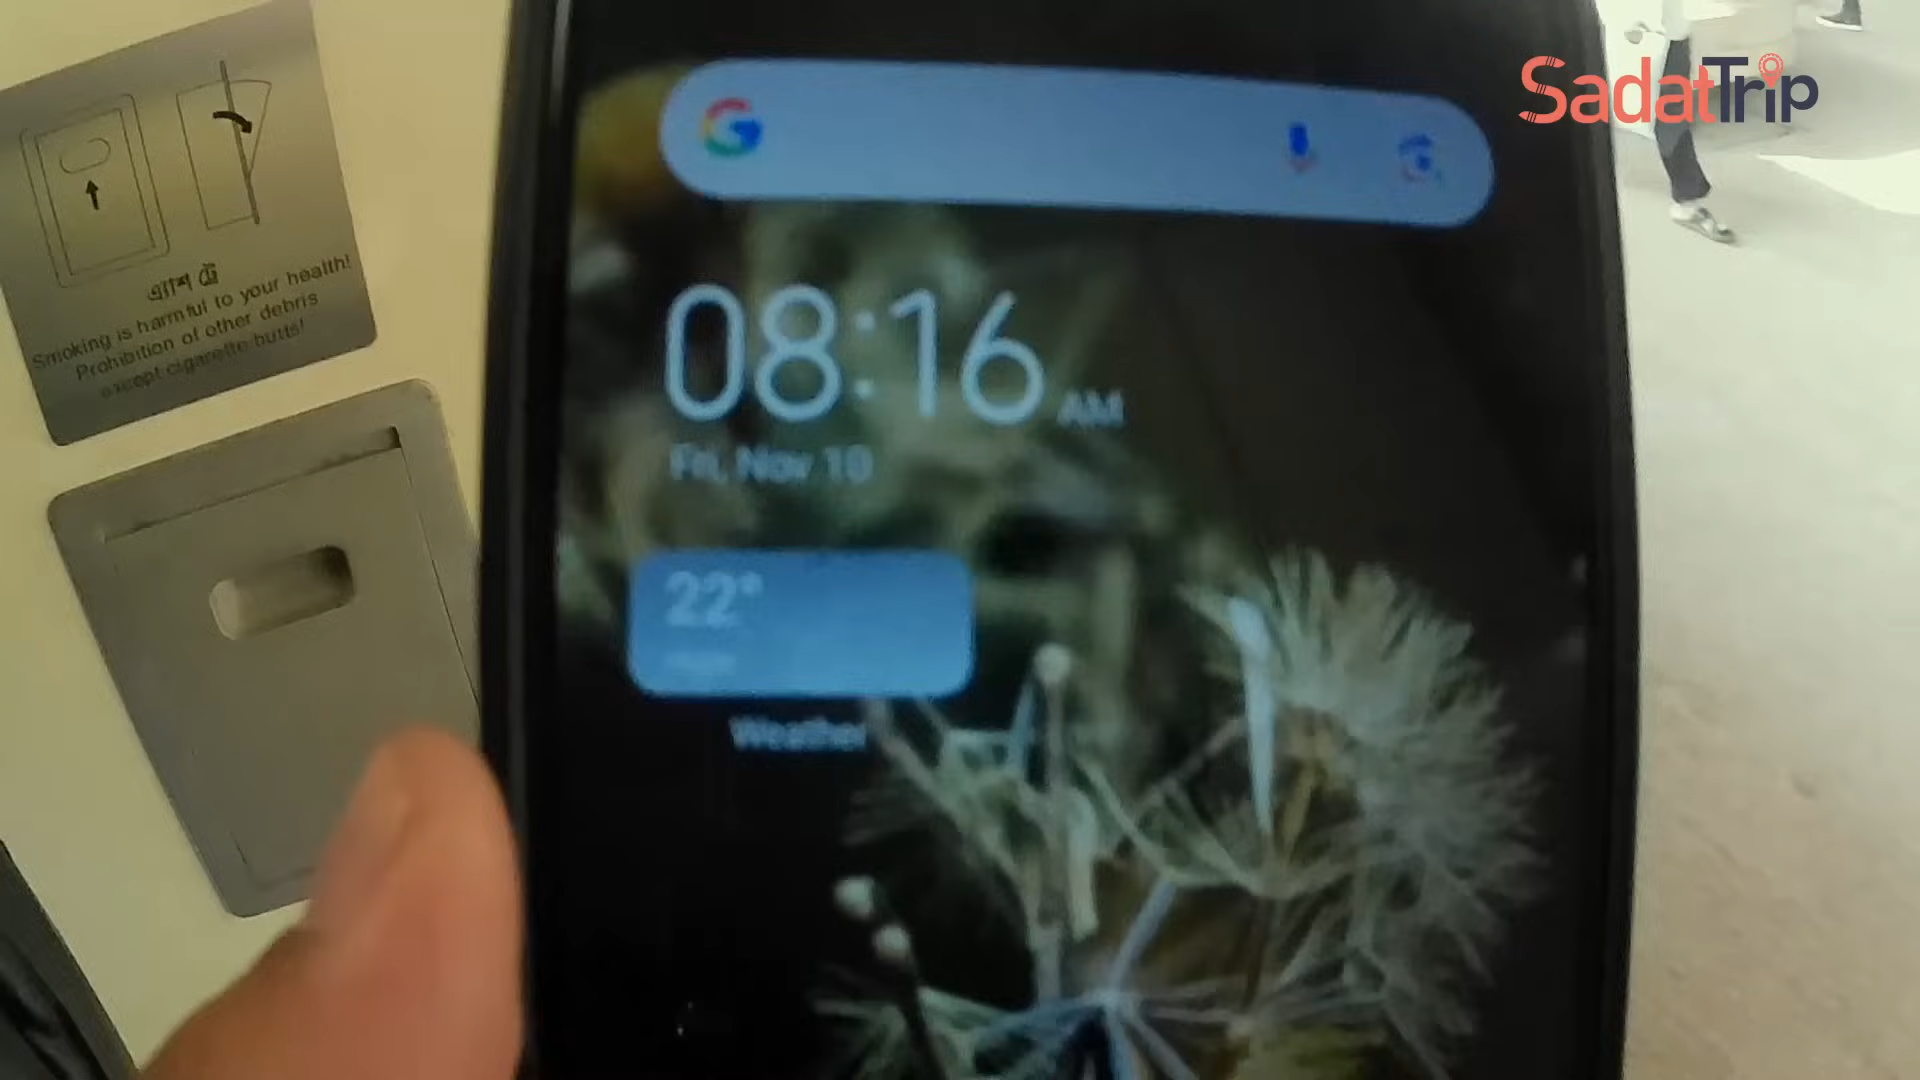 এ্যাশ ট্রে
Smoking is harmful to your health!
Prohibition of other debris
except cigarette butts!
08:16 AM
Fri, Nov 10
22°
Weather
SadatTrip